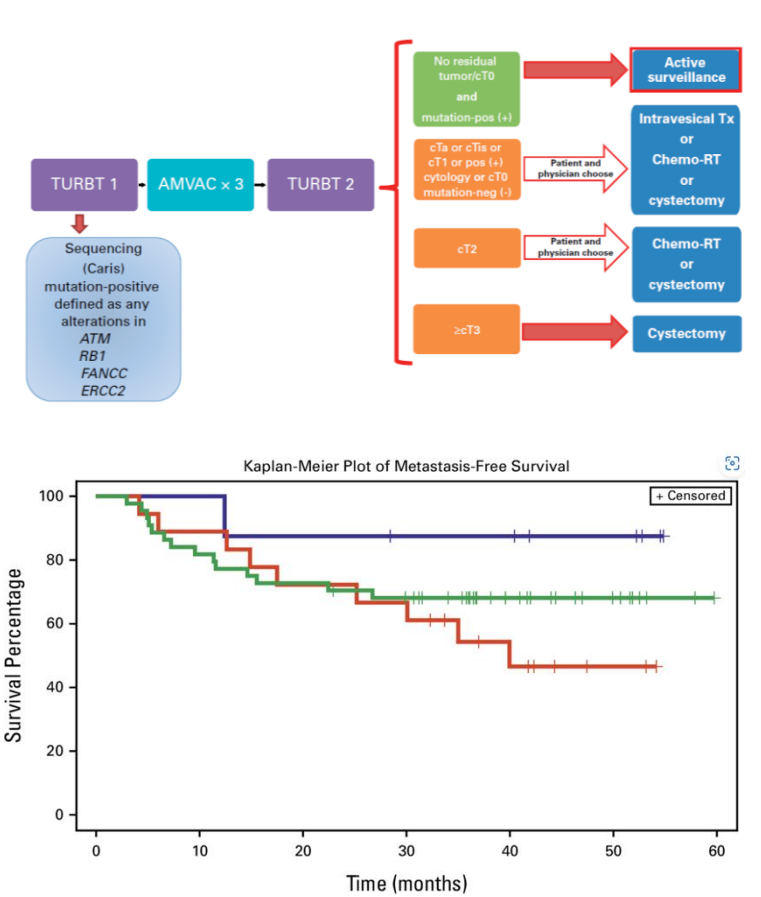 TURBT 1
AMVAC × 3
TURBT 2
Sequencing
(Caris)
mutation-positive
defined as any
alterations in
ATM
RB1
FANCC
ERCC2
No residual
tumor/cT0
and
mutation-pos (+)
Active
surveillance
cTa or cTis or
cT1 or pos (+)
cytology or cT0
mutation-neg (-)
Patient and
physician choose
Intravesical Tx
or
Chemo-RT
or
cystectomy
cT2
Patient and
physician choose
Chemo-RT
or
cystectomy
≥cT3
Cystectomy
Kaplan-Meier Plot of Metastasis-Free Survival
+ Censored
Survival Percentage
100
80
60
40
20
0
0 10 20 30 40 50 60
Time (months)